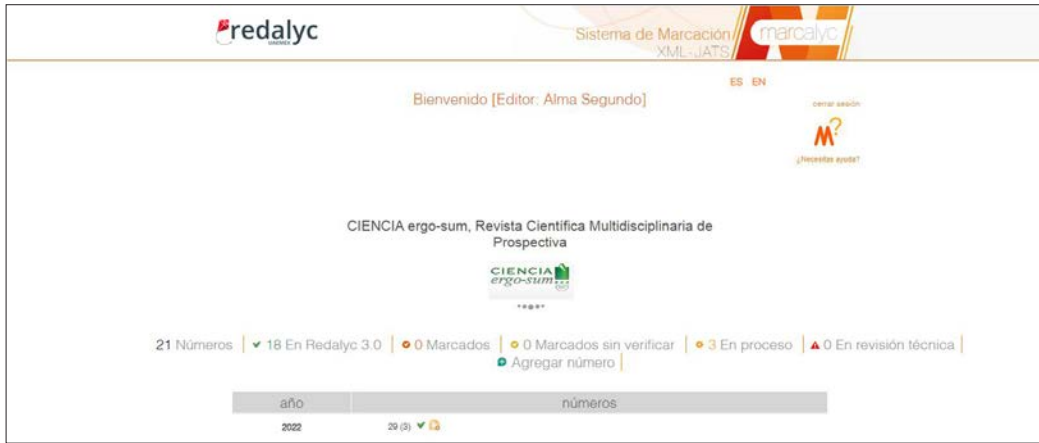 redalyc
UAEMEX
Sistema de Marcación
XML-JATS
marcalyc
ES EN
Bienvenido [Editor: Alma Segundo]
cerrar sesión
M?
¿Necesitas ayuda?
CIENCIA ergo-sum, Revista Científica Multidisciplinaria de
Prospectiva
CIENCIA
ergo-sum
21 Números | 18 En Redalyc 3.0 | 0 Marcados | 0 Marcados sin verificar | 3 En proceso | 0 En revisión técnica |
Agregar número |
año números
2022 29 (3)